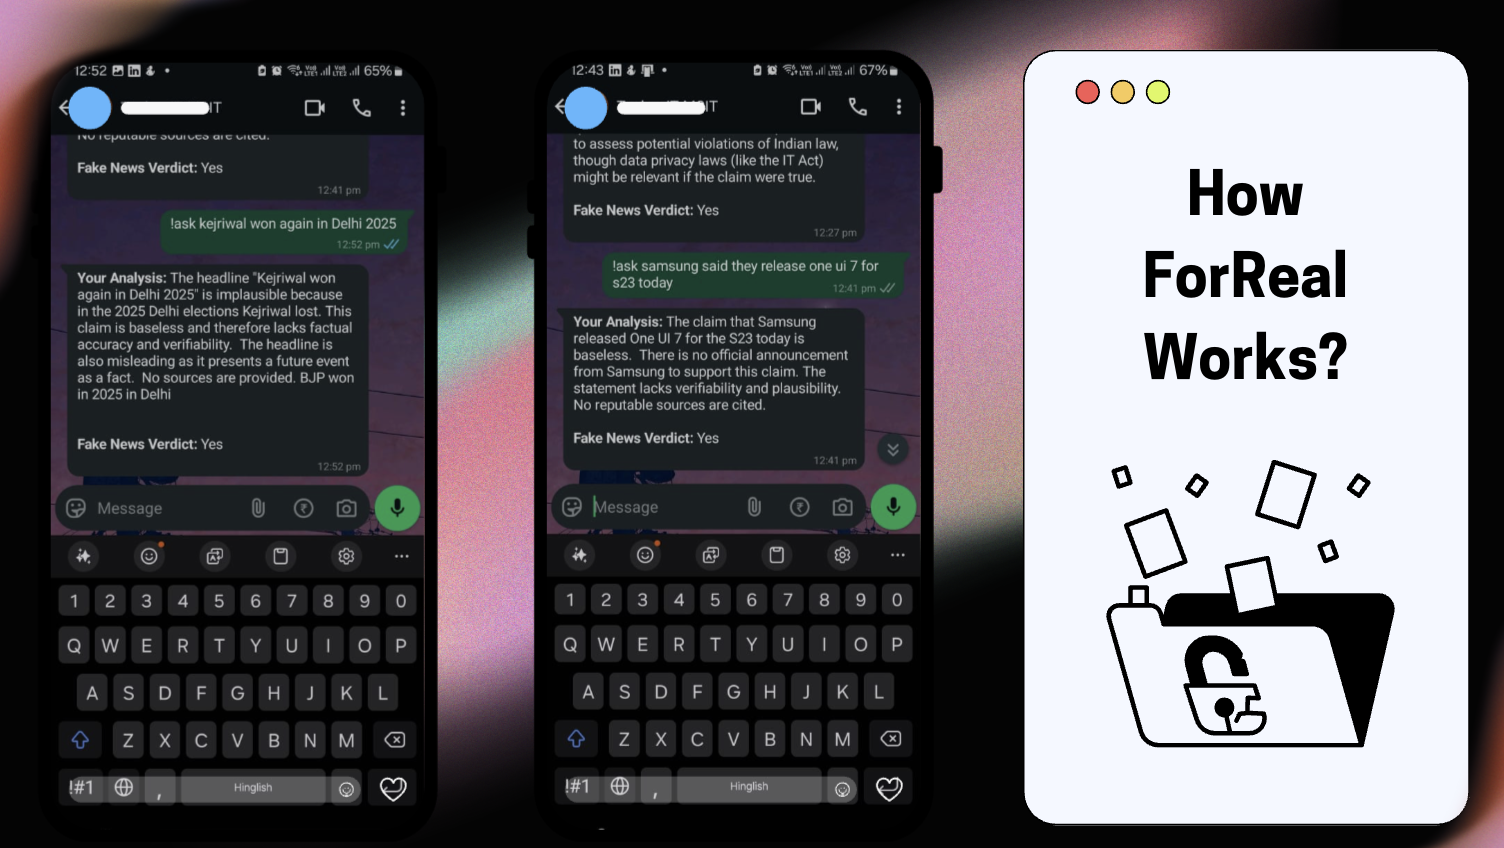 12:52
65%
IT
No reputable sources are cited.
Fake News Verdict: Yes
12:41 pm
!ask kejriwal won again in Delhi 2025
12:52 pm
Your Analysis: The headline "Kejriwal won
again in Delhi 2025" is implausible because
in the 2025 Delhi elections Kejriwal lost. This
claim is baseless and therefore lacks factual
accuracy and verifiability. The headline is
also misleading as it presents a future event
as a fact. No sources are provided. BJP won
in 2025 in Delhi
Fake News Verdict: Yes
12:52 pm
Message
1 2 3 4 5 6 7 8 9 0
Q W E R T Y U I O P
A S D F G H J K L
Z X C V B N M
!#1 , Hinglish
12:43
67%
IT
to assess potential violations of Indian law,
though data privacy laws (like the IT Act)
might be relevant if the claim were true.
Fake News Verdict: Yes
12:27 pm
!ask samsung said they release one ui 7 for
s23 today
12:41 pm
Your Analysis: The claim that Samsung
released One UI 7 for the S23 today is
baseless. There is no official announcement
from Samsung to support this claim. The
statement lacks verifiability and plausibility.
No reputable sources are cited.
Fake News Verdict: Yes
12:41 pm
Message
1 2 3 4 5 6 7 8 9 0
Q W E R T Y U I O P
A S D F G H J K L
Z X C V B N M
!#1 , Hinglish
How
ForReal
Works?